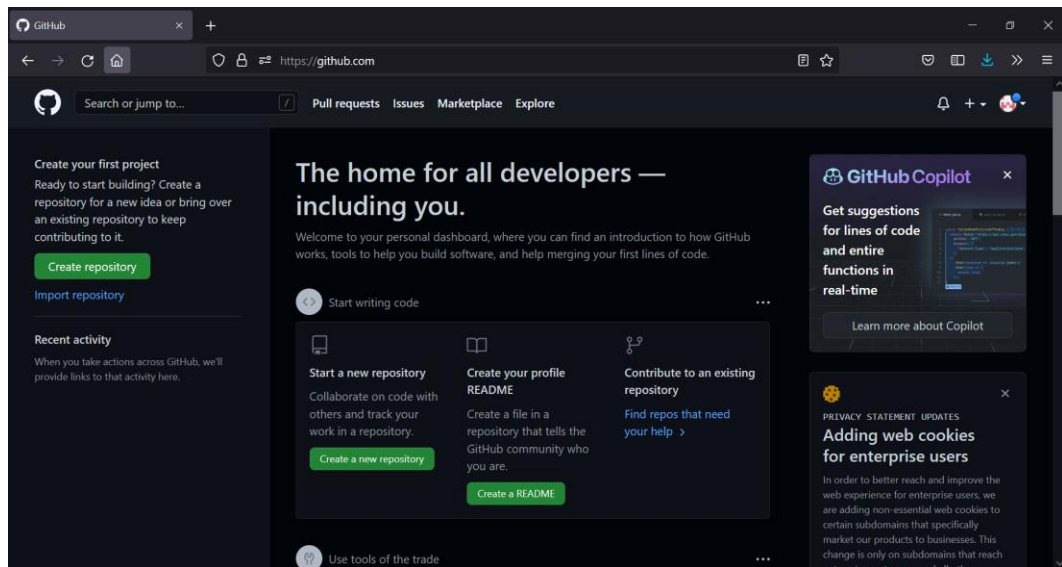 GitHub
https://github.com
Search or jump to...
/
Pull requests Issues Marketplace Explore
Create your first project
Ready to start building? Create a
repository for a new idea or bring over
an existing repository to keep
contributing to it.
Create repository
Import repository
Recent activity
When you take actions across GitHub, we'll
provide links to that activity here.
The home for all developers —
including you.
Welcome to your personal dashboard, where you can find an introduction to how GitHub
works, tools to help you build software, and help merging your first lines of code.
Start writing code
Start a new repository
Collaborate on code with
others and track your
work in a repository.
Create a new repository
Create your profile
README
Create a file in a
repository that tells the
GitHub community who
you are.
Create a README
Contribute to an existing
repository
Find repos that need
your help >
Use tools of the trade
GitHub Copilot
Get suggestions
for lines of code
and entire
functions in
real-time
Learn more about Copilot
PRIVACY STATEMENT UPDATES
Adding web cookies
for enterprise users
In order to better reach and improve the
web experience for enterprise users, we
are adding non-essential web cookies to
certain subdomains that specifically
market our products to businesses. This
change is only on subdomains that reach